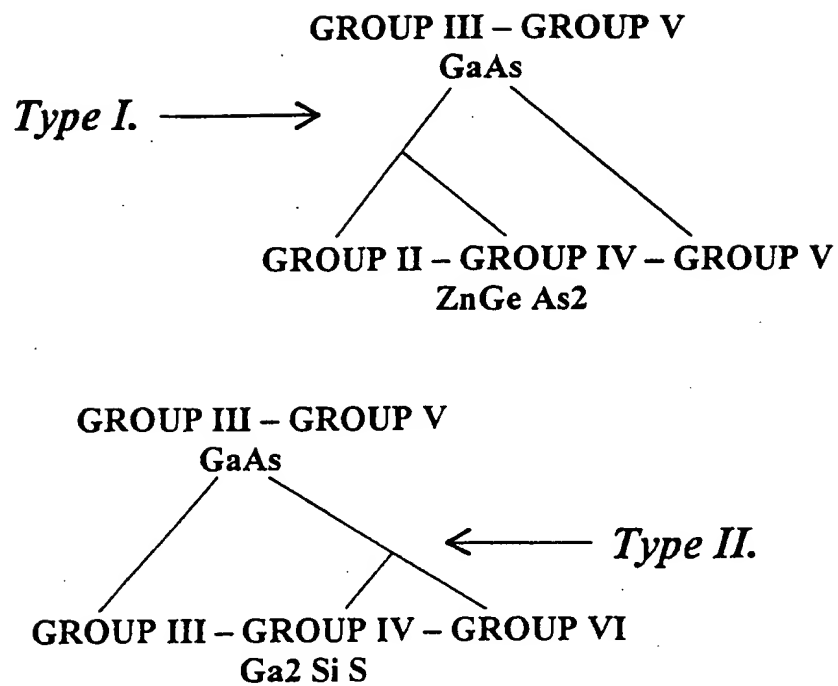 GROUP III – GROUP V
GaAs
Type I.
GROUP II – GROUP IV – GROUP V
ZnGe As2
GROUP III – GROUP V
GaAs
Type II.
GROUP III – GROUP IV – GROUP VI
Ga2 Si S